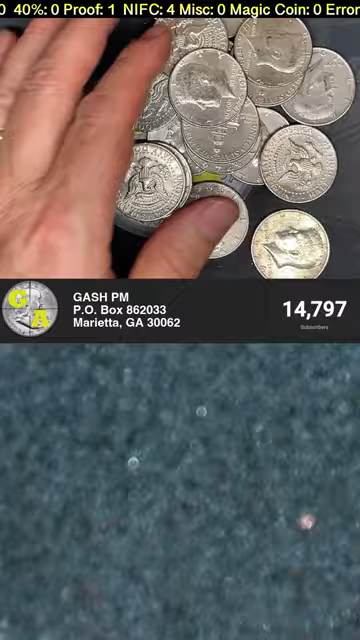 0 40%: 0 Proof: 1 NIFC: 4 Misc: 0 Magic Coin: 0 Error
GASH PM
P.O. Box 862033
Marietta, GA 30062
G
A
14,797
Subscribers